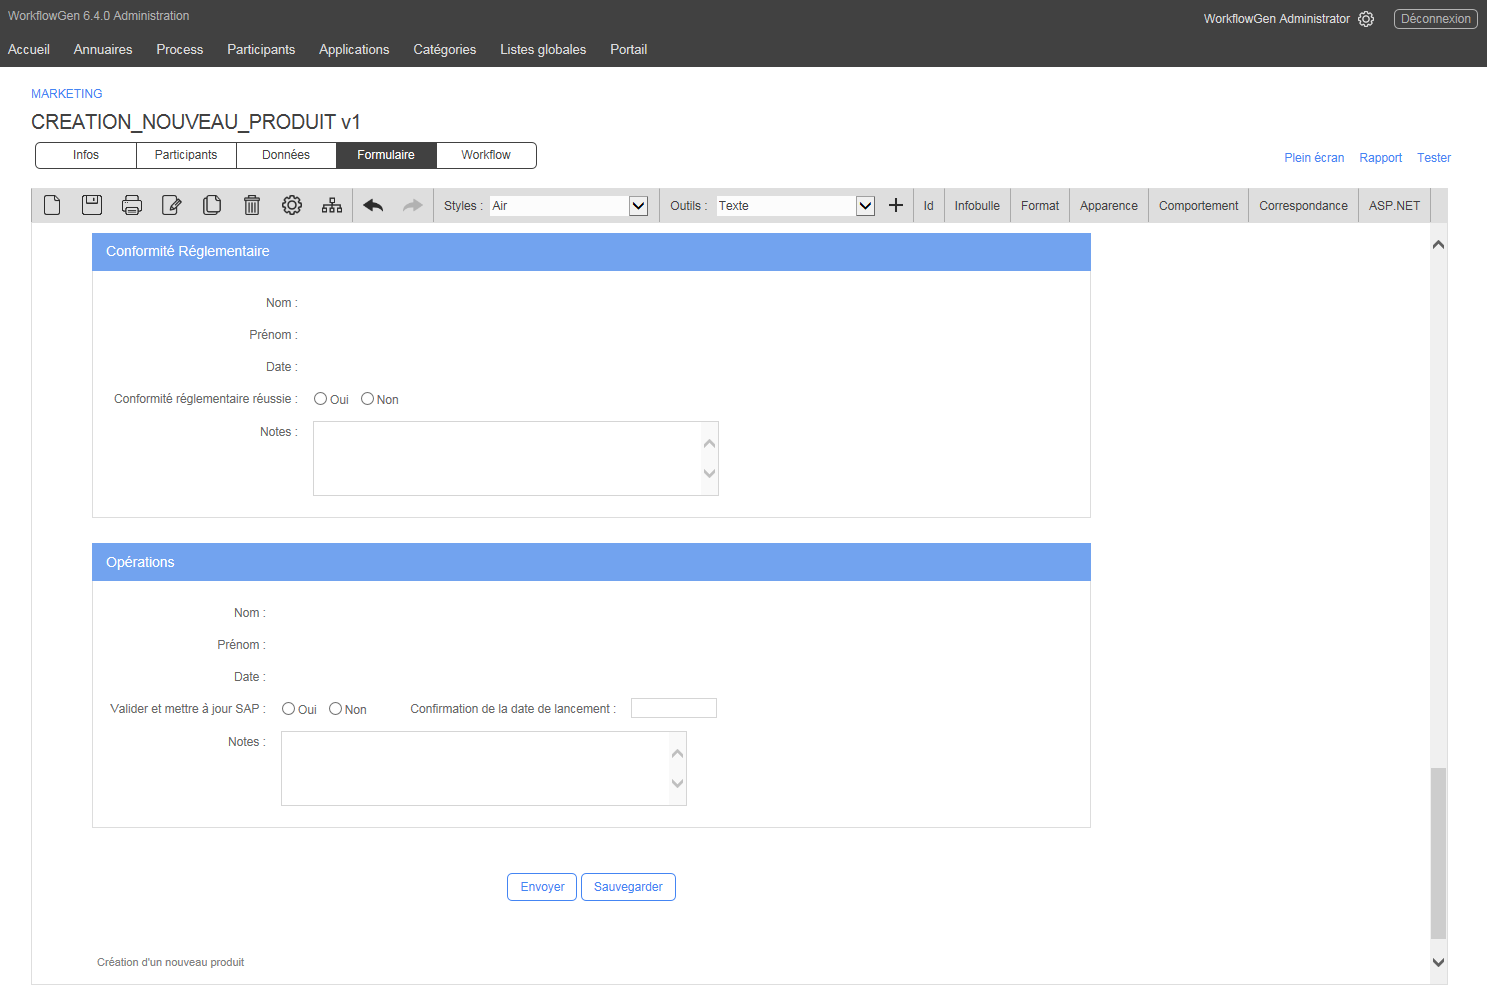 WorkflowGen 6.4.0 Administration
WorkflowGen Administrator Déconnexion
Accueil Annuaires Process Participants Applications Catégories Listes globales Portail
MARKETING
CREATION_NOUVEAU_PRODUIT v1
Infos Participants Données Formulaire Workflow
Plein écran Rapport Tester
Styles : Air Outils : Texte Id Infobulle Format Apparence Comportement Correspondance ASP.NET
Conformité Réglementaire
Nom :
Prénom :
Date :
Conformité réglementaire réussie : Oui Non
Notes :
Opérations
Nom :
Prénom :
Date :
Valider et mettre à jour SAP : Oui Non Confirmation de la date de lancement :
Notes :
Envoyer Sauvegarder
Création d'un nouveau produit